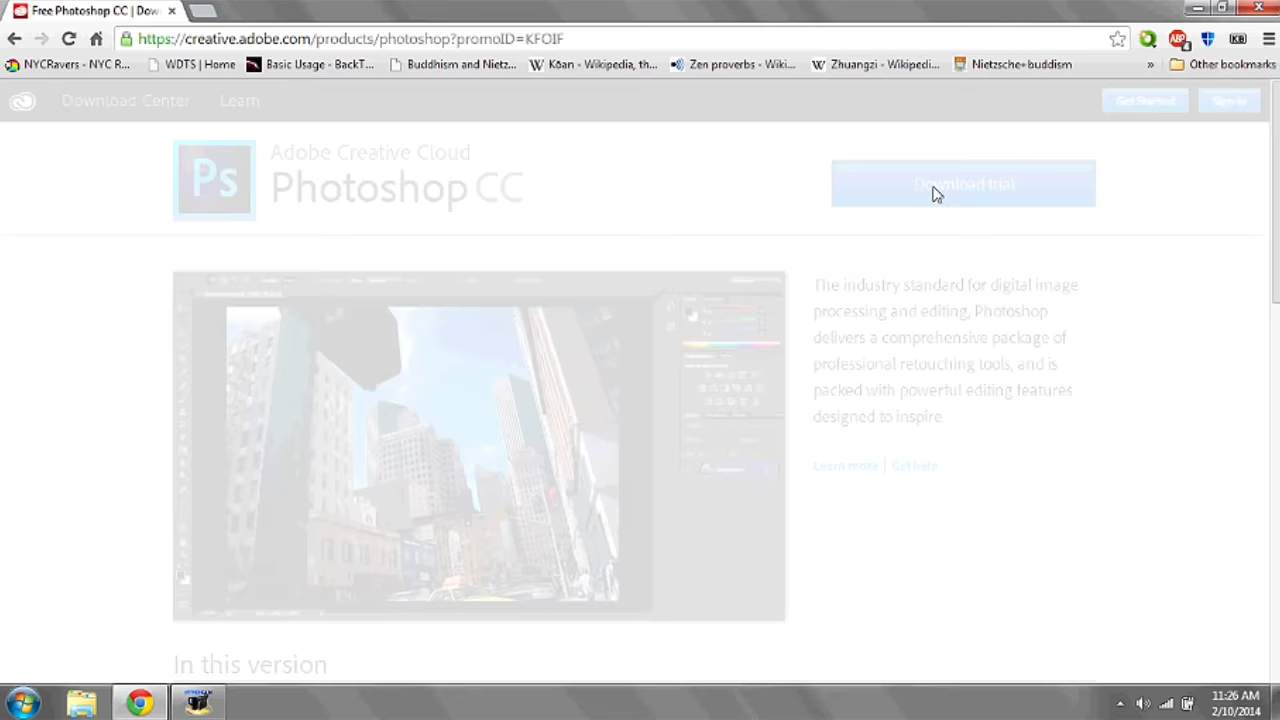 Free Photoshop CC | Dow
https://creative.adobe.com/products/photoshop?promoID=KFOIF
NYCRavers - NYC R...
WDTS | Home
Basic Usage - BackT...
Buddhism and Nietz...
Kōan - Wikipedia, th...
Zen proverbs - Wiki...
Zhuangzi - Wikipedi...
Nietzsche+buddism
»
Other bookmarks
Download Center
Learn
Get Started
Sign in
Ps
Adobe Creative Cloud
Photoshop CC
Download trial
The industry standard for digital image
processing and editing, Photoshop
delivers a comprehensive package of
professional retouching tools, and is
packed with powerful editing features
designed to inspire.
Learn more | Get help
In this version
11:26 AM
2/10/2014